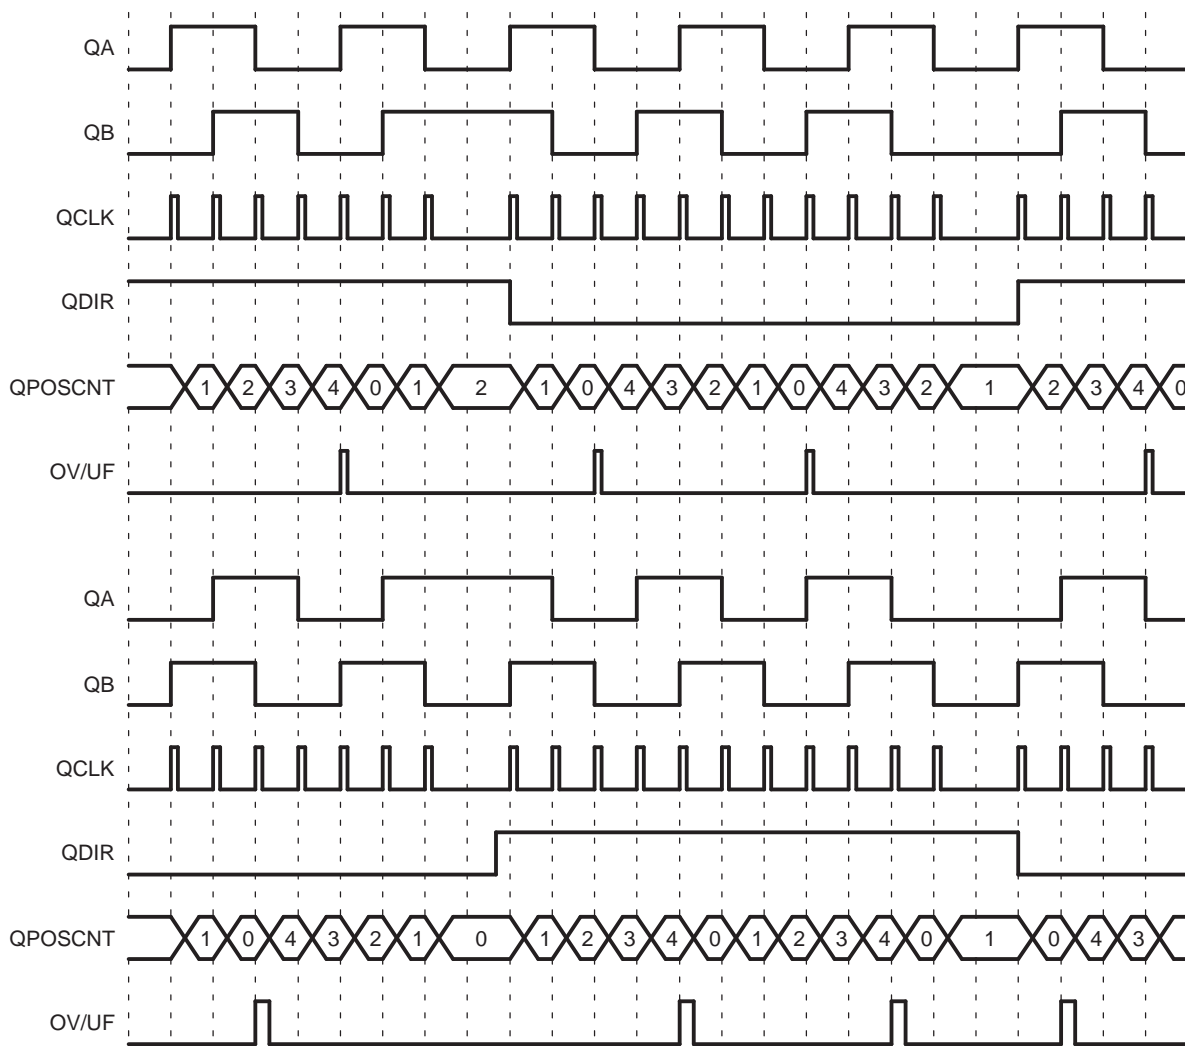 QA
QB
QCLK
QDIR
QPOSCNT 1 2 3 4 0 1 2 1 0 4 3 2 1 0 4 3 2 1 2 3 4 0
OV/UF
QA
QB
QCLK
QDIR
QPOSCNT 1 0 4 3 2 1 0 1 2 3 4 0 1 2 3 4 0 1 0 4 3
OV/UF